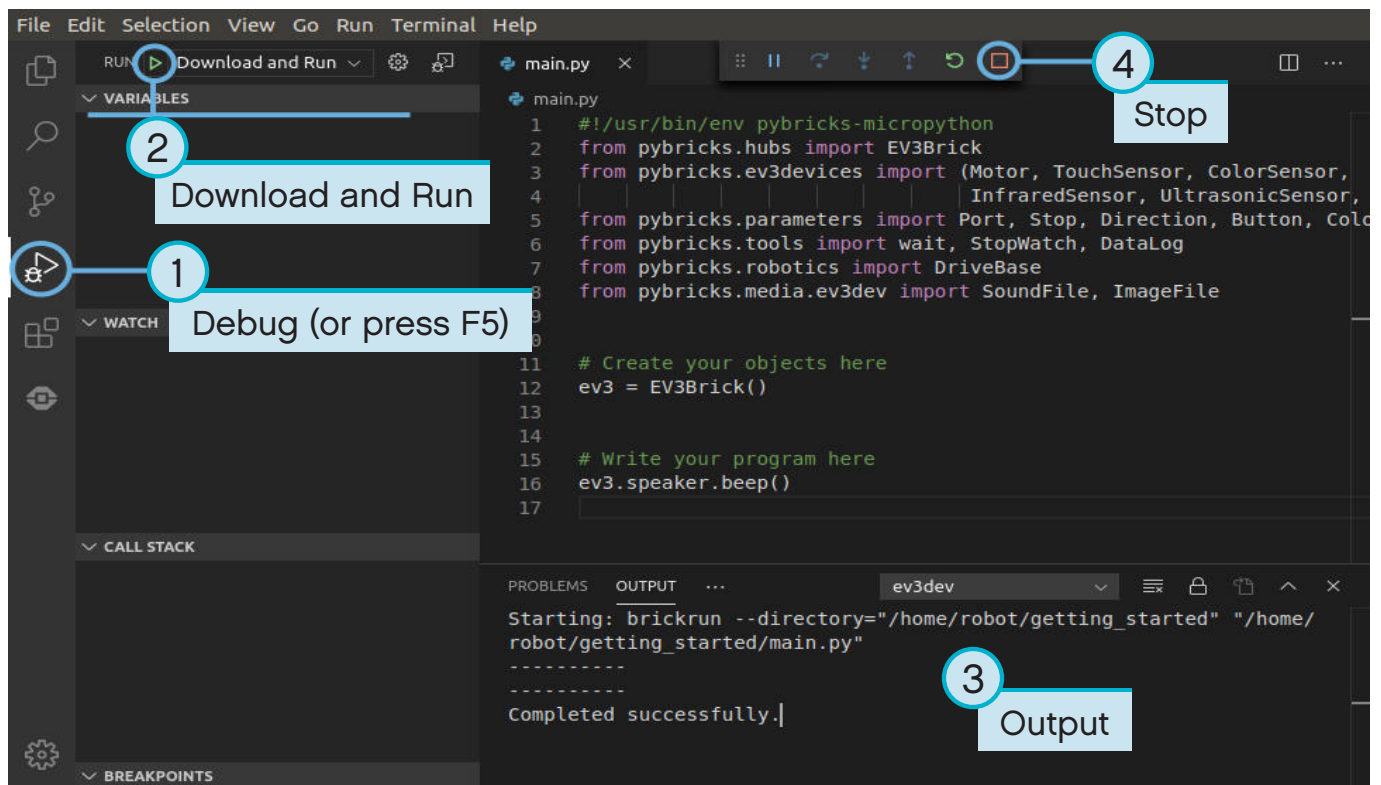 File Edit Selection View Go Run Terminal Help
RUN Download and Run
main.py
4
Stop
VARIABLES
main.py
2
Download and Run
1
Debug (or press F5)
WATCH
CALL STACK
BREAKPOINTS
1 #!/usr/bin/env pybricks-micropython
2 from pybricks.hubs import EV3Brick
3 from pybricks.ev3devices import (Motor, TouchSensor, ColorSensor,
4 InfraredSensor, UltrasonicSensor,
5 from pybricks.parameters import Port, Stop, Direction, Button, Colo
6 from pybricks.tools import wait, StopWatch, DataLog
7 from pybricks.robotics import DriveBase
8 from pybricks.media.ev3dev import SoundFile, ImageFile
9
0
11 # Create your objects here
12 ev3 = EV3Brick()
13
14
15 # Write your program here
16 ev3.speaker.beep()
17
PROBLEMS OUTPUT ··· ev3dev
Starting: brickrun --directory="/home/robot/getting_started" "/home/
robot/getting_started/main.py"
----------
----------
Completed successfully.
3
Output